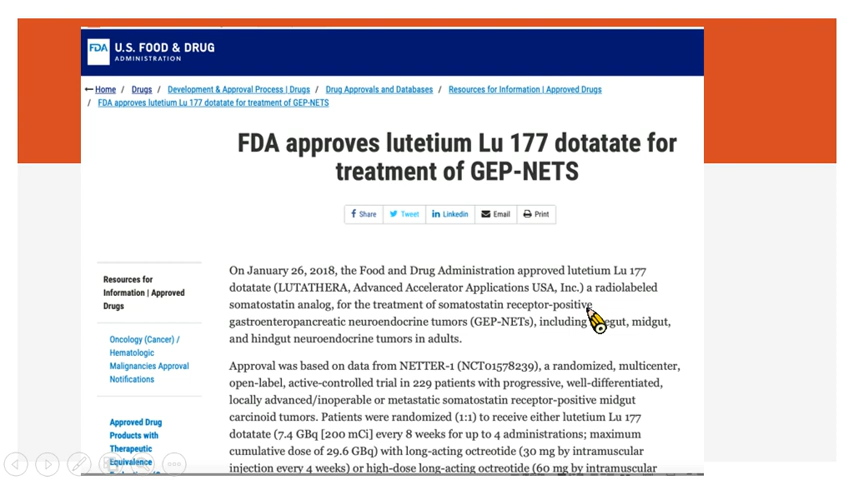 FDA U.S. FOOD & DRUG
ADMINISTRATION
Home / Drugs / Development & Approval Process | Drugs / Drug Approvals and Databases / Resources for Information | Approved Drugs
/ FDA approves lutetium Lu 177 dotatate for treatment of GEP-NETS
FDA approves lutetium Lu 177 dotatate for
treatment of GEP-NETS
Share Tweet Linkedin Email Print
Resources for
Information | Approved
Drugs
Oncology (Cancer) /
Hematologic
Malignancies Approval
Notifications
Approved Drug
Products with
Therapeutic
Equivalence
On January 26, 2018, the Food and Drug Administration approved lutetium Lu 177
dotatate (LUTATHERA, Advanced Accelerator Applications USA, Inc.) a radiolabeled
somatostatin analog, for the treatment of somatostatin receptor-positive
gastroenteropancreatic neuroendocrine tumors (GEP-NETs), including foregut, midgut,
and hindgut neuroendocrine tumors in adults.
Approval was based on data from NETTER-1 (NCT01578239), a randomized, multicenter,
open-label, active-controlled trial in 229 patients with progressive, well-differentiated,
locally advanced/inoperable or metastatic somatostatin receptor-positive midgut
carcinoid tumors. Patients were randomized (1:1) to receive either lutetium Lu 177
dotatate (7.4 GBq [200 mCi] every 8 weeks for up to 4 administrations; maximum
cumulative dose of 29.6 GBq) with long-acting octreotide (30 mg by intramuscular
injection every 4 weeks) or high-dose long-acting octreotide (60 mg by intramuscular